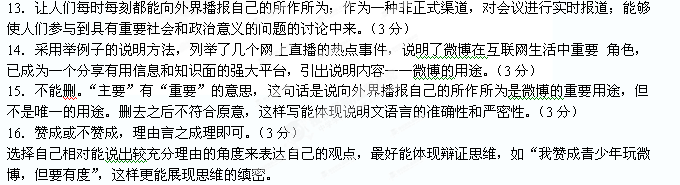 13. 让人们每时每刻都能向外界播报自己的所作所为；作为一种非正式渠道，对会议进行实时报道；能够
使人们参与到具有重要社会和政治意义的问题的讨论中来。（3 分）
14. 采用举例子的说明方法，列举了几个网上直播的热点事件，说明了微博在互联网生活中重要 角色，
已成为一个分享有用信息和知识面的强大平台，引出说明内容——微博的用途。（3 分）
15. 不能删。“主要”有“重要”的意思，这句话是说向外界播报自己的所作所为是微博的重要用途，但
不是唯一的用途。删去之后不符合原意，这样写能体现说明文语言的准确性和严密性。（3 分）
16. 赞成或不赞成，理由言之成理即可。（3 分）
选择自己相对能说出较充分理由的角度来表达自己的观点，最好能体现辩证思维，如“我赞成青少年玩微
博，但要有度”，这样更能展现思维的缜密。